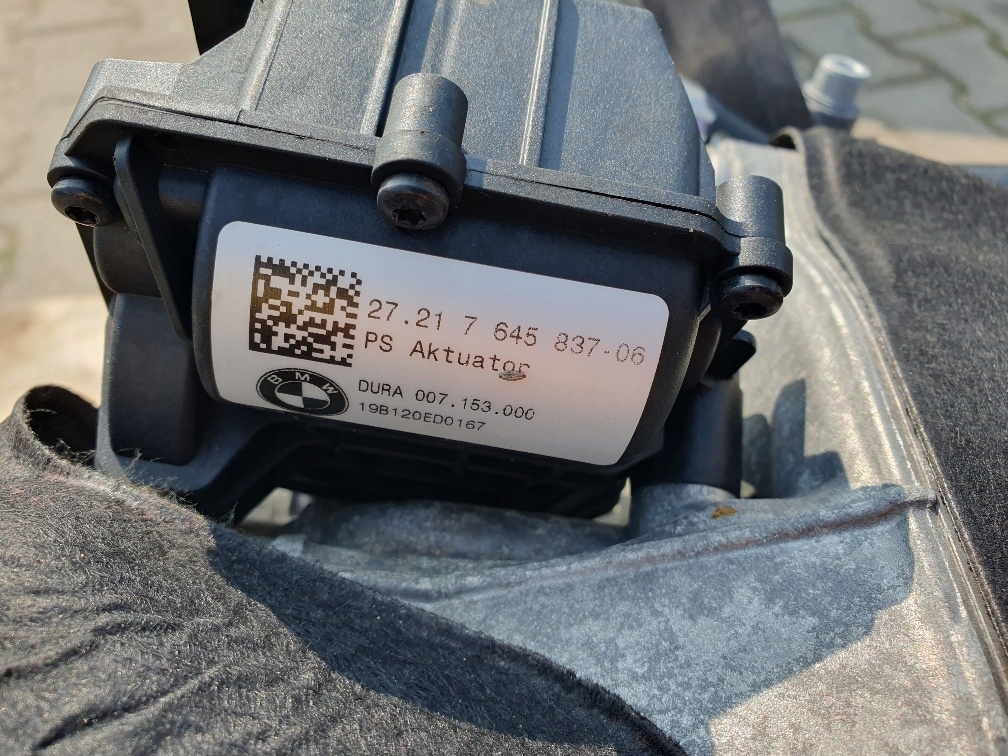 27.21 7 645 837-06
PS Aktuator
BMW
DURA 007.153.000
19B120ED0167